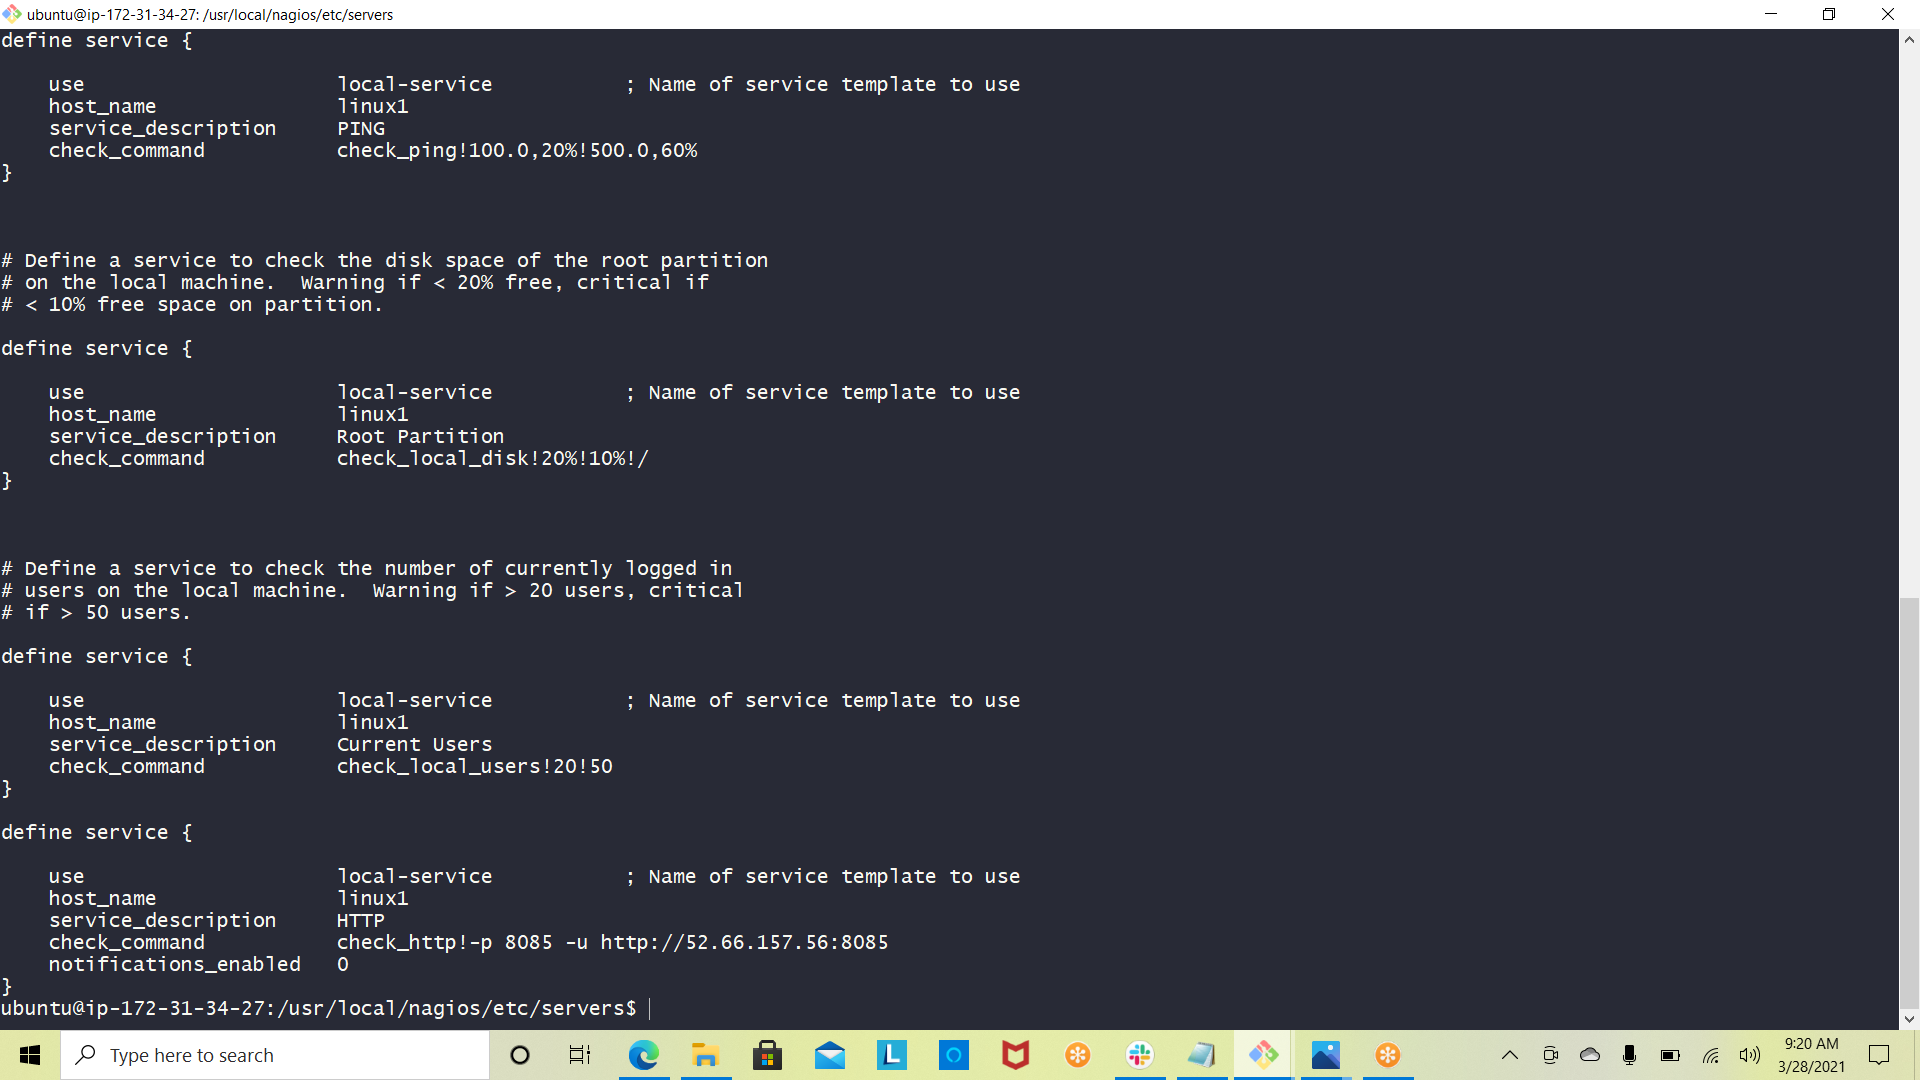 ubuntu@ip-172-31-34-27: /usr/local/nagios/etc/servers
define service {
    use                     local-service           ; Name of service template to use
    host_name               linux1
    service_description     PING
    check_command           check_ping!100.0,20%!500.0,60%
}
# Define a service to check the disk space of the root partition
# on the local machine.  Warning if < 20% free, critical if
# < 10% free space on partition.
define service {
    use                     local-service           ; Name of service template to use
    host_name               linux1
    service_description     Root Partition
    check_command           check_local_disk!20%!10%!/
}
# Define a service to check the number of currently logged in
# users on the local machine.  Warning if > 20 users, critical
# if > 50 users.
define service {
    use                     local-service           ; Name of service template to use
    host_name               linux1
    service_description     Current Users
    check_command           check_local_users!20!50
}
define service {
    use                     local-service           ; Name of service template to use
    host_name               linux1
    service_description     HTTP
    check_command           check_http!-p 8085 -u http://52.66.157.56:8085
    notifications_enabled   0
}
ubuntu@ip-172-31-34-27:/usr/local/nagios/etc/servers$
Type here to search
L
9:20 AM
3/28/2021